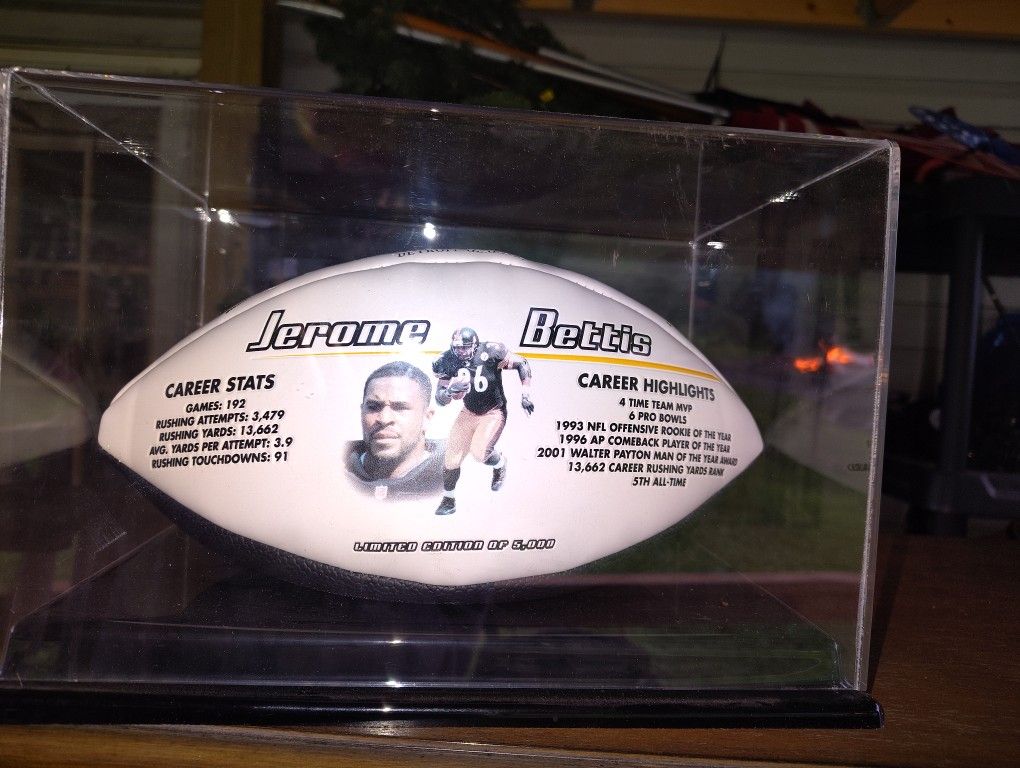 DETROIT
Jerome Bettis
CAREER STATS
GAMES: 192
RUSHING ATTEMPTS: 3,479
RUSHING YARDS: 13,662
AVG. YARDS PER ATTEMPT: 3.9
RUSHING TOUCHDOWNS: 91
36
CAREER HIGHLIGHTS
4 TIME TEAM MVP
6 PRO BOWLS
1993 NFL OFFENSIVE ROOKIE OF THE YEAR
1996 AP COMEBACK PLAYER OF THE YEAR
2001 WALTER PAYTON MAN OF THE YEAR AWARD
13,662 CAREER RUSHING YARDS RANK
5TH ALL-TIME
LIMITED EDITION OF 5,000